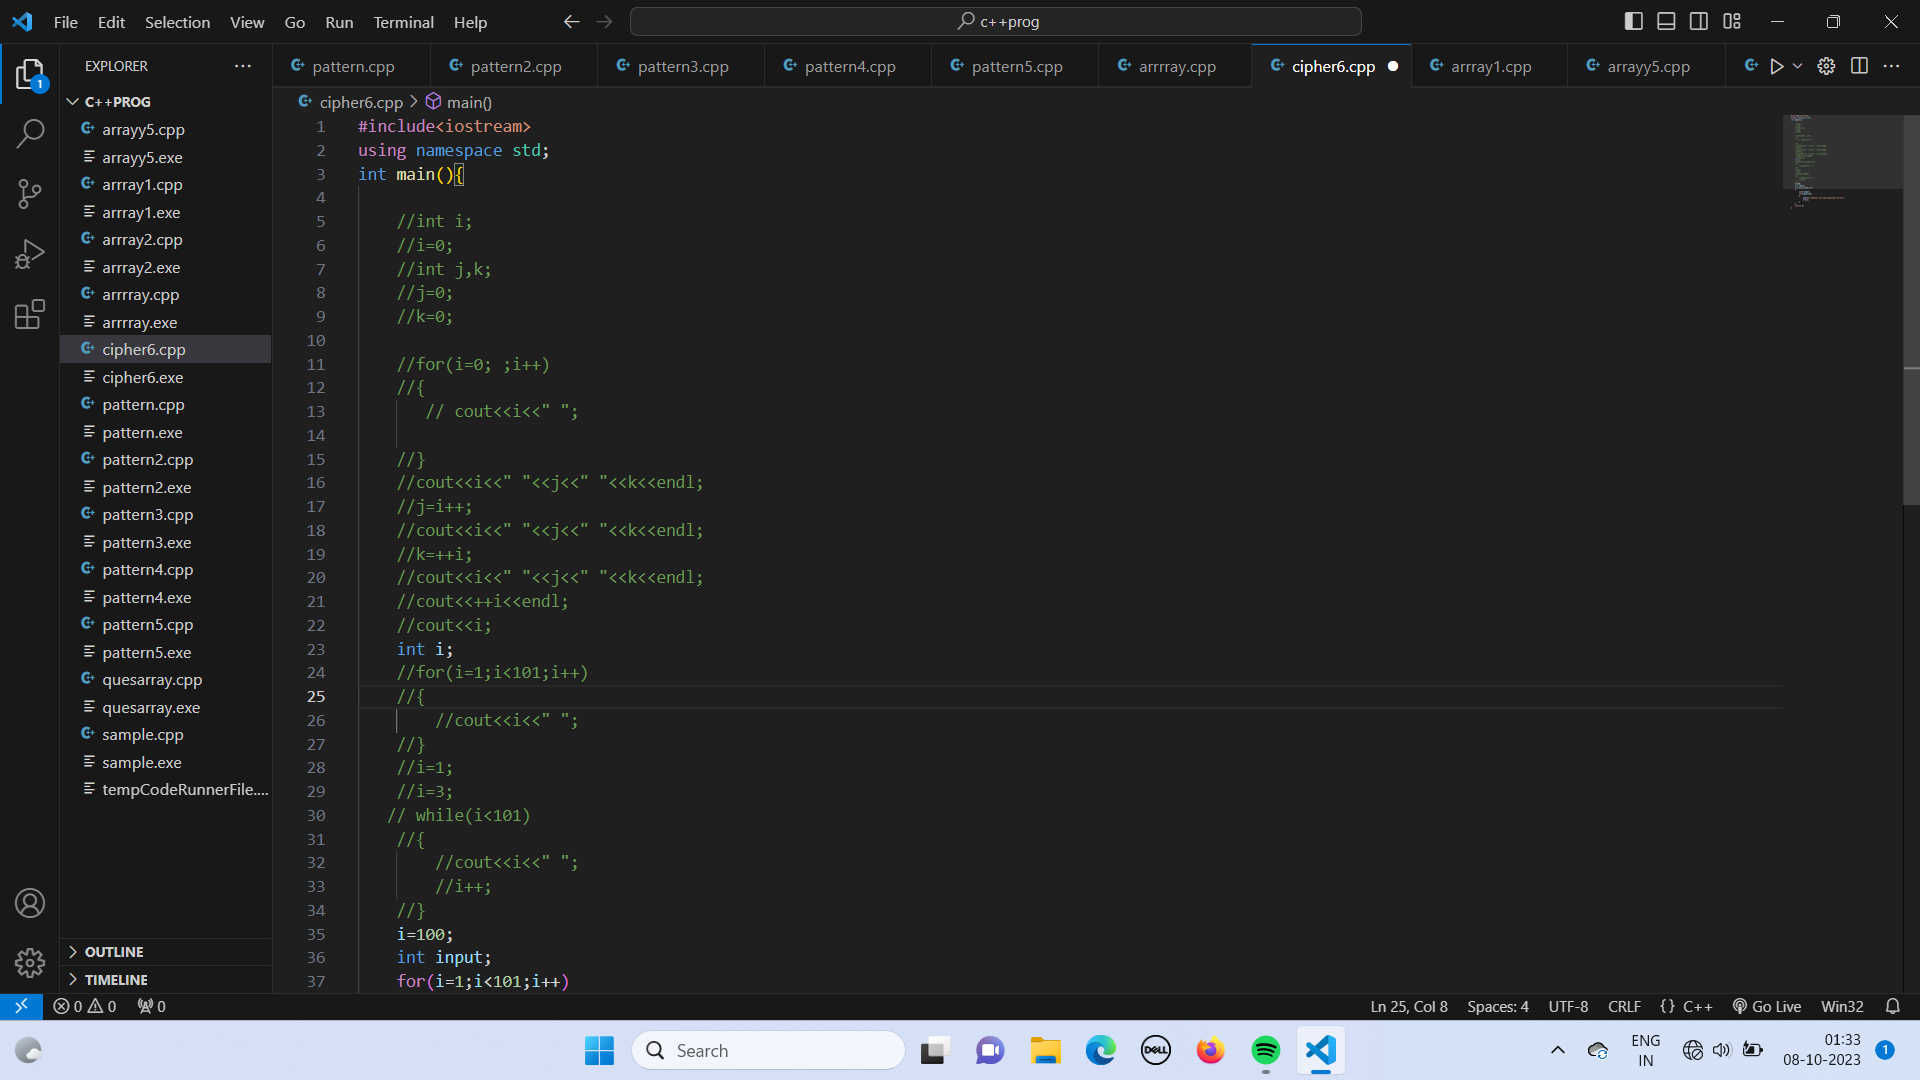 File Edit Selection View Go Run Terminal Help
c++prog
EXPLORER
pattern.cpp pattern2.cpp pattern3.cpp pattern4.cpp pattern5.cpp arrrray.cpp cipher6.cpp arrray1.cpp arrayy5.cpp
1
C++PROG
arrayy5.cpp
arrayy5.exe
arrray1.cpp
arrray1.exe
arrray2.cpp
arrray2.exe
arrrray.cpp
arrrray.exe
cipher6.cpp
cipher6.exe
pattern.cpp
pattern.exe
pattern2.cpp
pattern2.exe
pattern3.cpp
pattern3.exe
pattern4.cpp
pattern4.exe
pattern5.cpp
pattern5.exe
quesarray.cpp
quesarray.exe
sample.cpp
sample.exe
tempCodeRunnerFile....
OUTLINE
TIMELINE
cipher6.cpp > main()
1 #include<iostream>
2 using namespace std;
3 int main(){
4
5 //int i;
6 //i=0;
7 //int j,k;
8 //j=0;
9 //k=0;
10
11 //for(i=0; ;i++)
12 //{
13 // cout<<i<<" ";
14
15 //}
16 //cout<<i<<" "<<j<<" "<<k<<endl;
17 //j=i++;
18 //cout<<i<<" "<<j<<" "<<k<<endl;
19 //k=++i;
20 //cout<<i<<" "<<j<<" "<<k<<endl;
21 //cout<<++i<<endl;
22 //cout<<i;
23 int i;
24 //for(i=1;i<101;i++)
25 //{
26 //cout<<i<<" ";
27 //}
28 //i=1;
29 //i=3;
30 // while(i<101)
31 //{
32 //cout<<i<<" ";
33 //i++;
34 //}
35 i=100;
36 int input;
37 for(i=1;i<101;i++)
0 0 0 Ln 25, Col 8 Spaces: 4 UTF-8 CRLF {} C++ Go Live Win32
Search
DELL
ENG
IN
01:33
08-10-2023
1